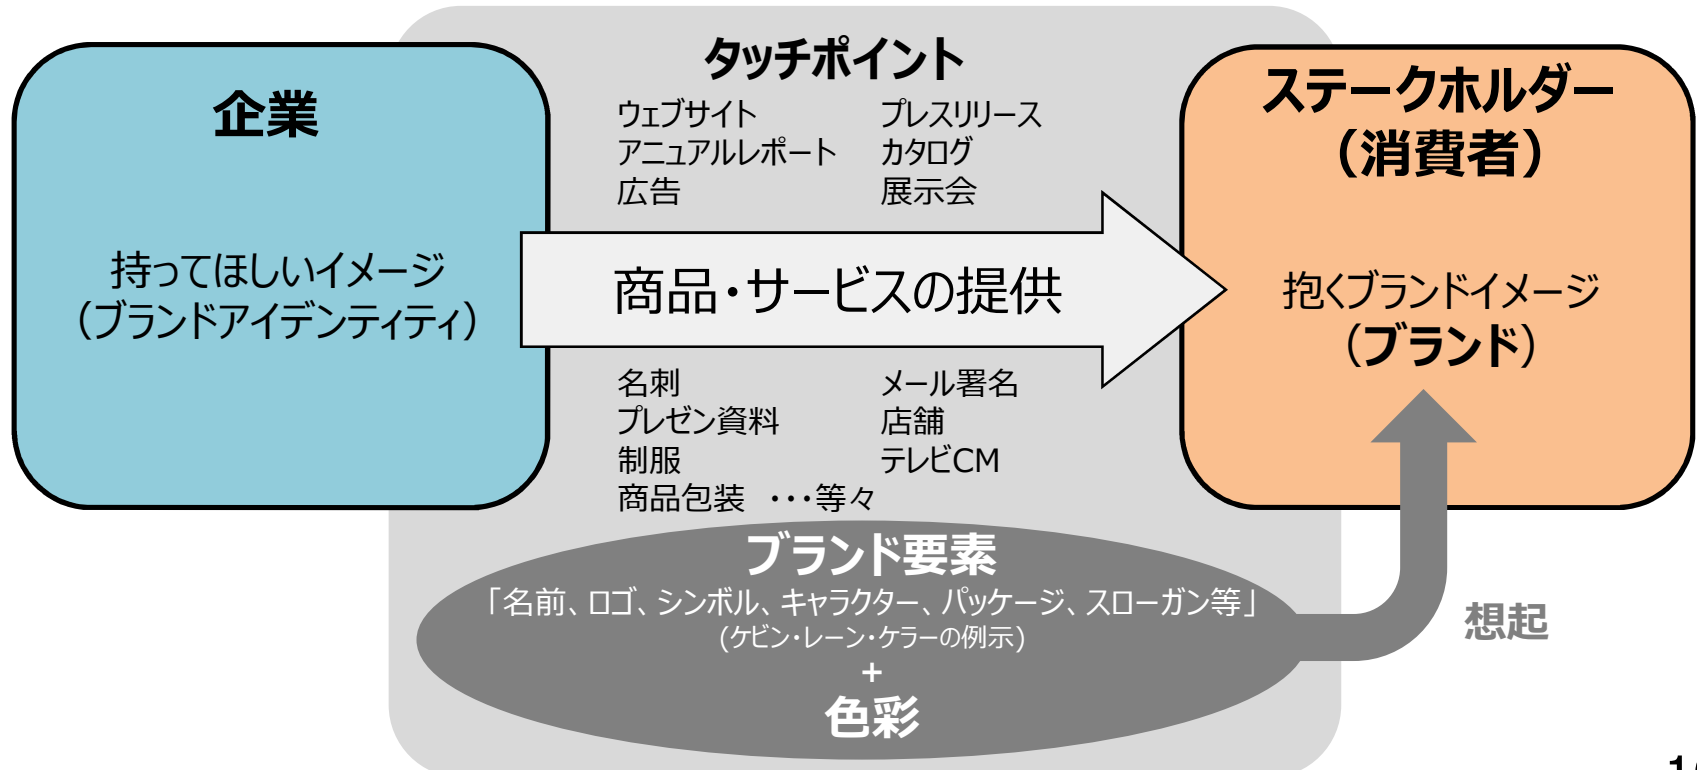 企業
持ってほしいイメージ
（ブランドアイデンティティ）
タッチポイント
ウェブサイト プレスリリース
アニュアルレポート カタログ
広告 展示会
商品・サービスの提供
名刺 メール署名
プレゼン資料 店舗
制服 テレビCM
商品包装 ・・・等々
ステークホルダー
（消費者）
抱くブランドイメージ
（ブランド）
ブランド要素
「名前、ロゴ、シンボル、キャラクター、パッケージ、スローガン等」
(ケビン・レーン・ケラーの例示)
+
色彩
想起